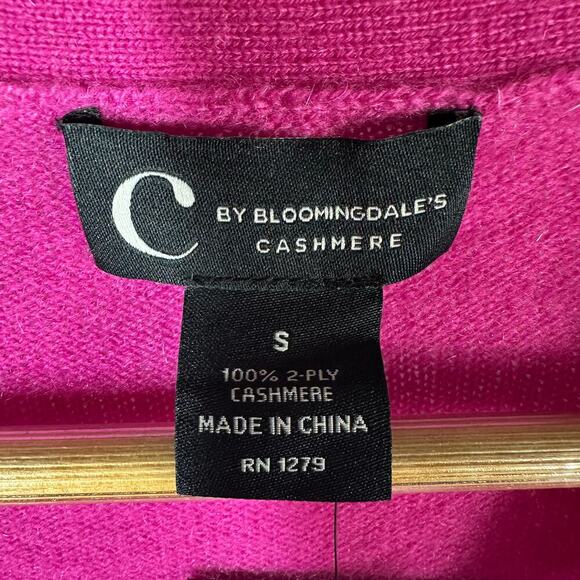 C
BY BLOOMINGDALE'S
CASHMERE
S
100% 2-PLY
CASHMERE
MADE IN CHINA
RN 1279